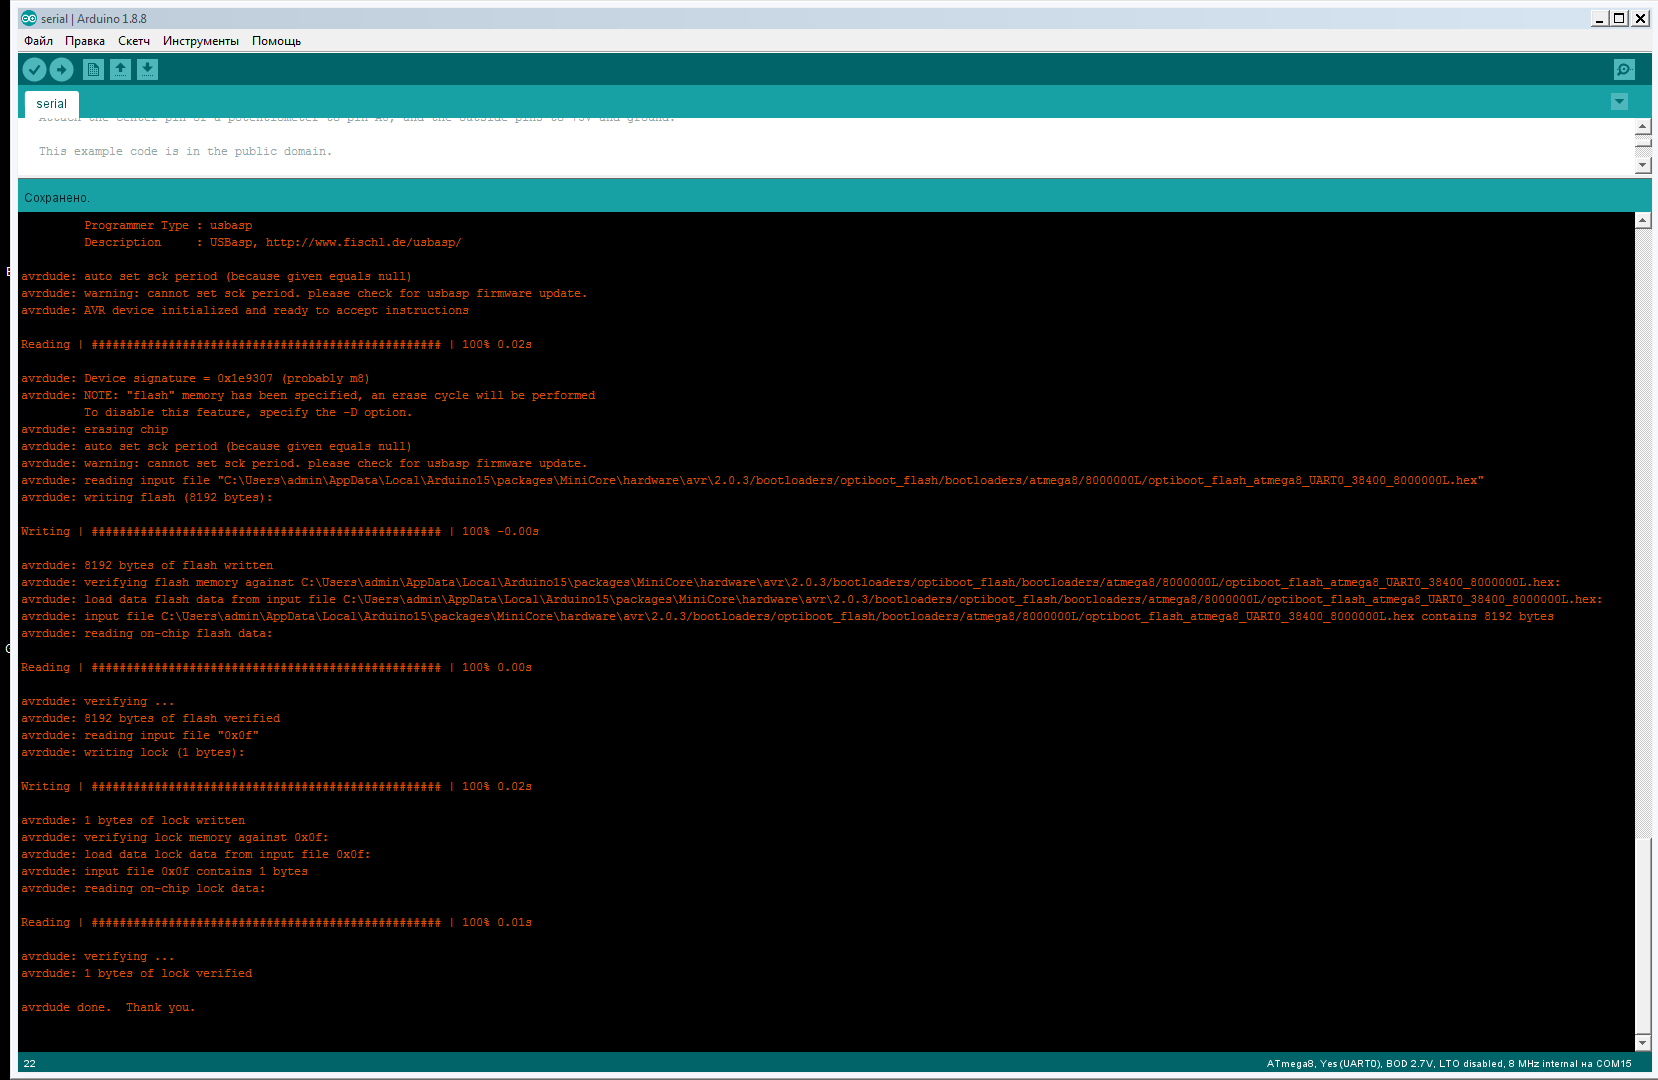 serial | Arduino 1.8.8
Файл Правка Скетч Инструменты Помощь
serial
Attach the center pin of a potentiometer to pin A0, and the outside pins to +5V and ground.
This example code is in the public domain.
Сохранено.
Programmer Type : usbasp
Description     : USBasp, http://www.fischl.de/usbasp/
avrdude: auto set sck period (because given equals null)
avrdude: warning: cannot set sck period. please check for usbasp firmware update.
avrdude: AVR device initialized and ready to accept instructions
Reading | ################################################## | 100% 0.02s
avrdude: Device signature = 0x1e9307 (probably m8)
avrdude: NOTE: "flash" memory has been specified, an erase cycle will be performed
To disable this feature, specify the -D option.
avrdude: erasing chip
avrdude: auto set sck period (because given equals null)
avrdude: warning: cannot set sck period. please check for usbasp firmware update.
avrdude: reading input file "C:\Users\admin\AppData\Local\Arduino15\packages\MiniCore\hardware\avr\2.0.3/bootloaders/optiboot_flash/bootloaders/atmega8/8000000L/optiboot_flash_atmega8_UART0_38400_8000000L.hex"
avrdude: writing flash (8192 bytes):
Writing | ################################################## | 100% -0.00s
avrdude: 8192 bytes of flash written
avrdude: verifying flash memory against C:\Users\admin\AppData\Local\Arduino15\packages\MiniCore\hardware\avr\2.0.3/bootloaders/optiboot_flash/bootloaders/atmega8/8000000L/optiboot_flash_atmega8_UART0_38400_8000000L.hex:
avrdude: load data flash data from input file C:\Users\admin\AppData\Local\Arduino15\packages\MiniCore\hardware\avr\2.0.3/bootloaders/optiboot_flash/bootloaders/atmega8/8000000L/optiboot_flash_atmega8_UART0_38400_8000000L.hex:
avrdude: input file C:\Users\admin\AppData\Local\Arduino15\packages\MiniCore\hardware\avr\2.0.3/bootloaders/optiboot_flash/bootloaders/atmega8/8000000L/optiboot_flash_atmega8_UART0_38400_8000000L.hex contains 8192 bytes
avrdude: reading on-chip flash data:
Reading | ################################################## | 100% 0.00s
avrdude: verifying ...
avrdude: 8192 bytes of flash verified
avrdude: reading input file "0x0f"
avrdude: writing lock (1 bytes):
Writing | ################################################## | 100% 0.02s
avrdude: 1 bytes of lock written
avrdude: verifying lock memory against 0x0f:
avrdude: load data lock data from input file 0x0f:
avrdude: input file 0x0f contains 1 bytes
avrdude: reading on-chip lock data:
Reading | ################################################## | 100% 0.01s
avrdude: verifying ...
avrdude: 1 bytes of lock verified
avrdude done.  Thank you.
22
ATmega8, Yes (UART0), BOD 2.7V, LTO disabled, 8 MHz internal на COM15